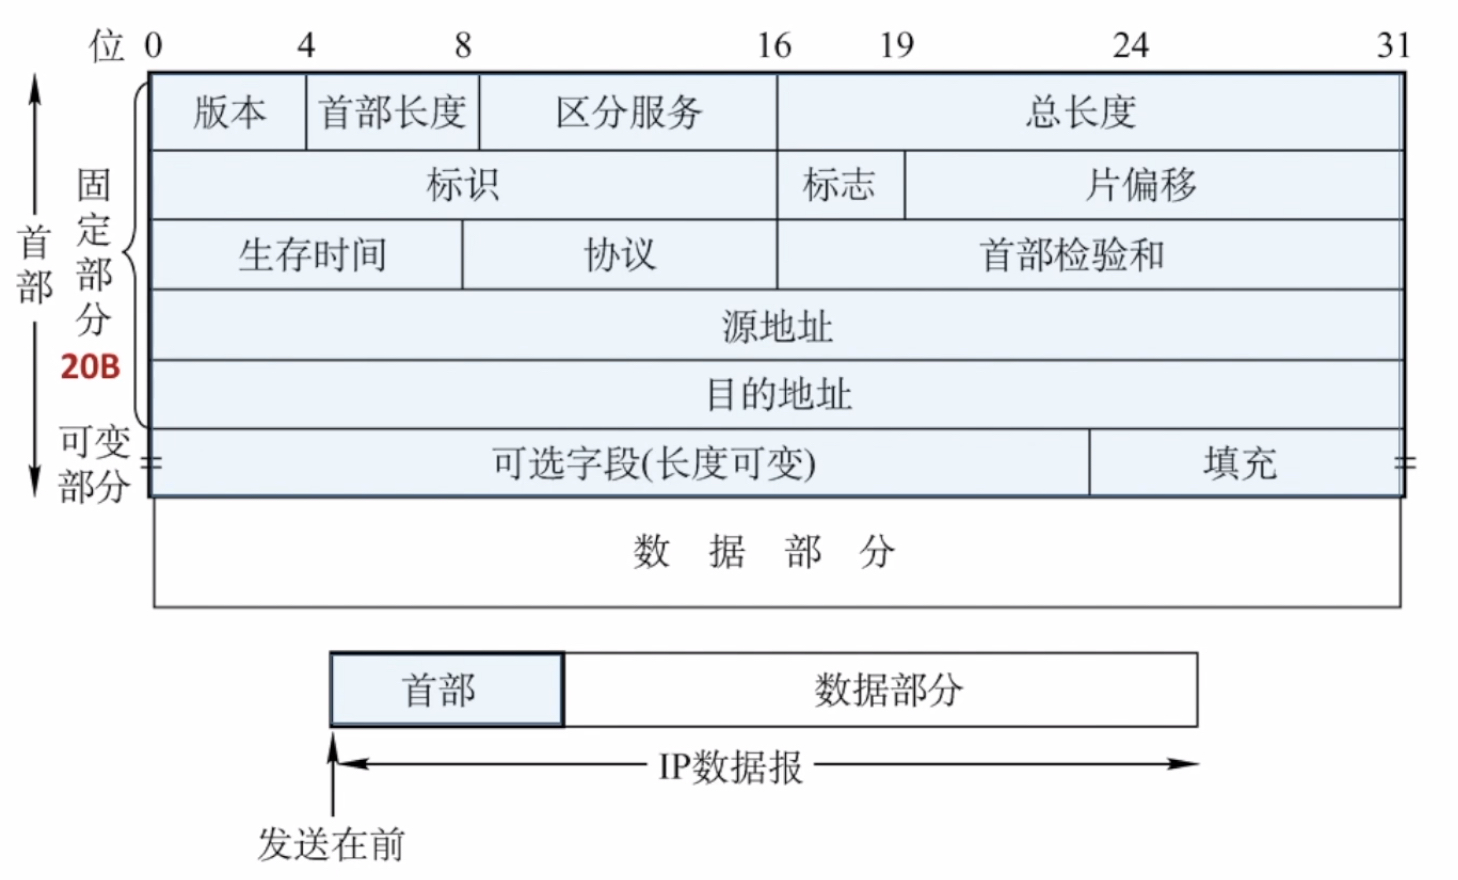 位 0 4 8 16 19 24 31
版本 首部长度 区分服务 总长度
标识 标志 片偏移
生存时间 协议 首部检验和
源地址
目的地址
可选字段(长度可变) 填充
数据部分
首部
固定部分
20B
可变
部分
首部 数据部分
IP数据报
发送在前